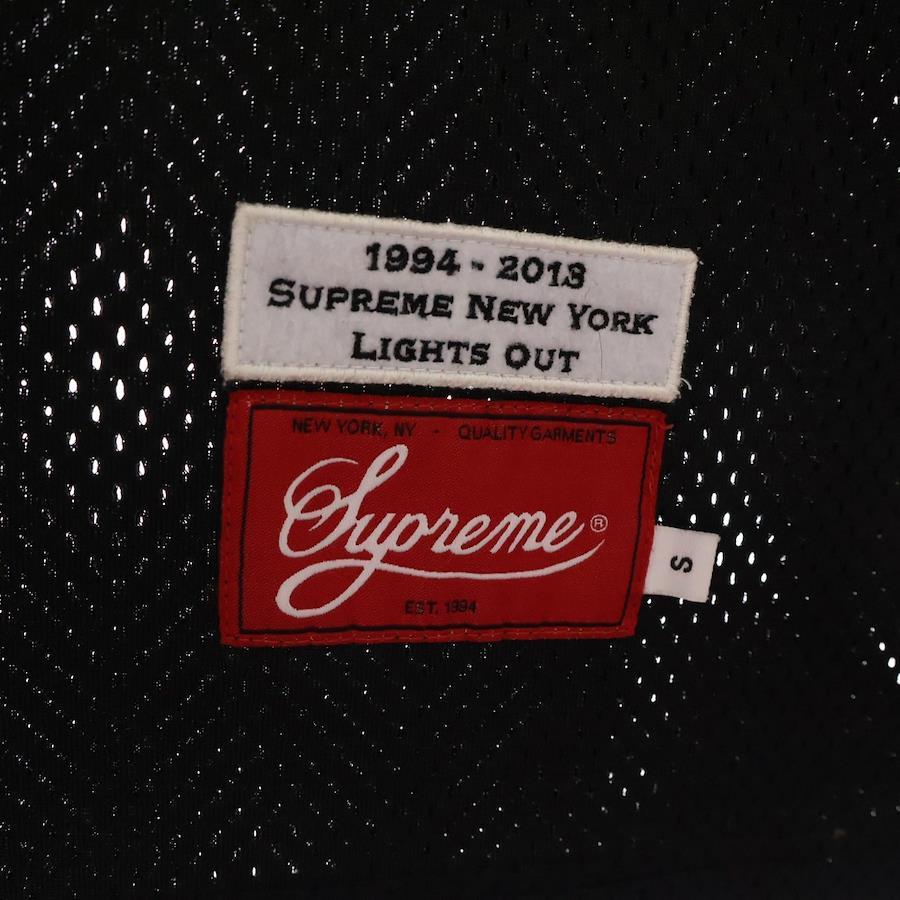 1994 - 2013
SUPREME NEW YORK
LIGHTS OUT
NEW YORK, NY - QUALITY GARMENTS
Supreme®
EST. 1994
S